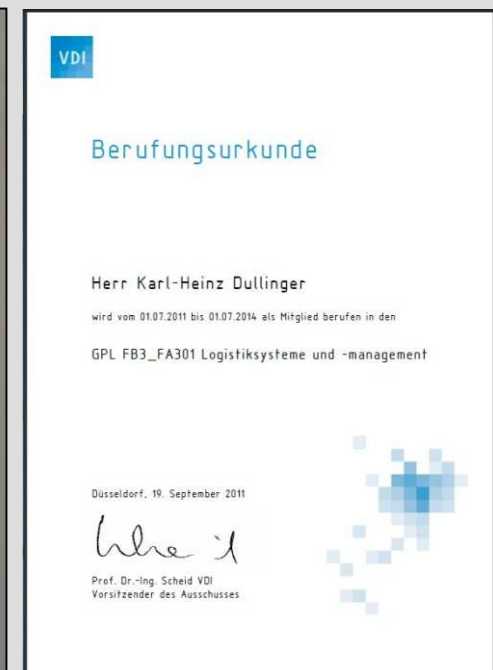 VDI
Berufungsurkunde
Herr Karl-Heinz Dullinger
wird vom 01.07.2011 bis 01.07.2014 als Mitglied berufen in den
GPL FB3_FA301 Logistiksysteme und -management
Düsseldorf, 19. September 2011
Prof. Dr.-Ing. Scheid VDI
Vorsitzender des Ausschusses